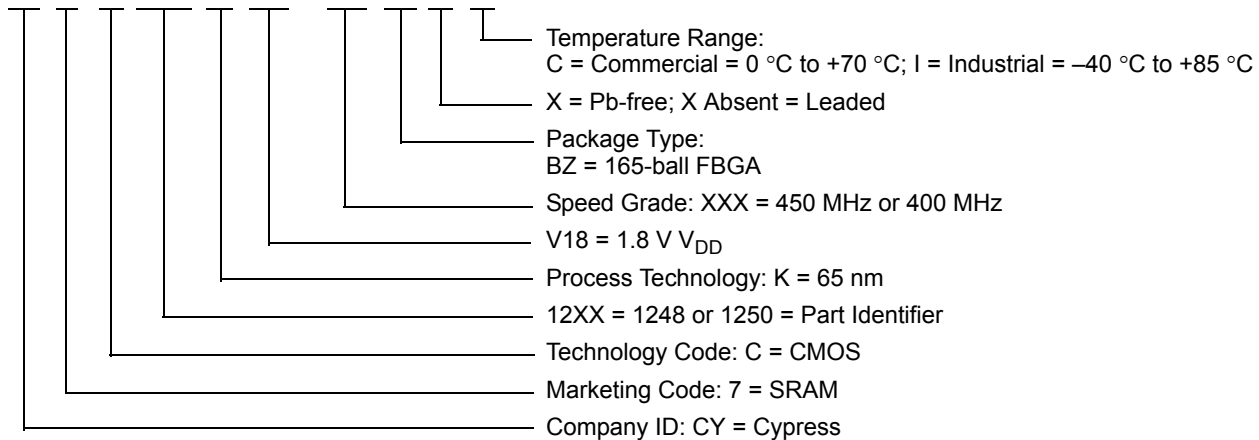 Temperature Range:
C = Commercial = 0 °C to +70 °C; I = Industrial = –40 °C to +85 °C
X = Pb-free; X Absent = Leaded
Package Type:
BZ = 165-ball FBGA
Speed Grade: XXX = 450 MHz or 400 MHz
V18 = 1.8 V VDD
Process Technology: K = 65 nm
12XX = 1248 or 1250 = Part Identifier
Technology Code: C = CMOS
Marketing Code: 7 = SRAM
Company ID: CY = Cypress